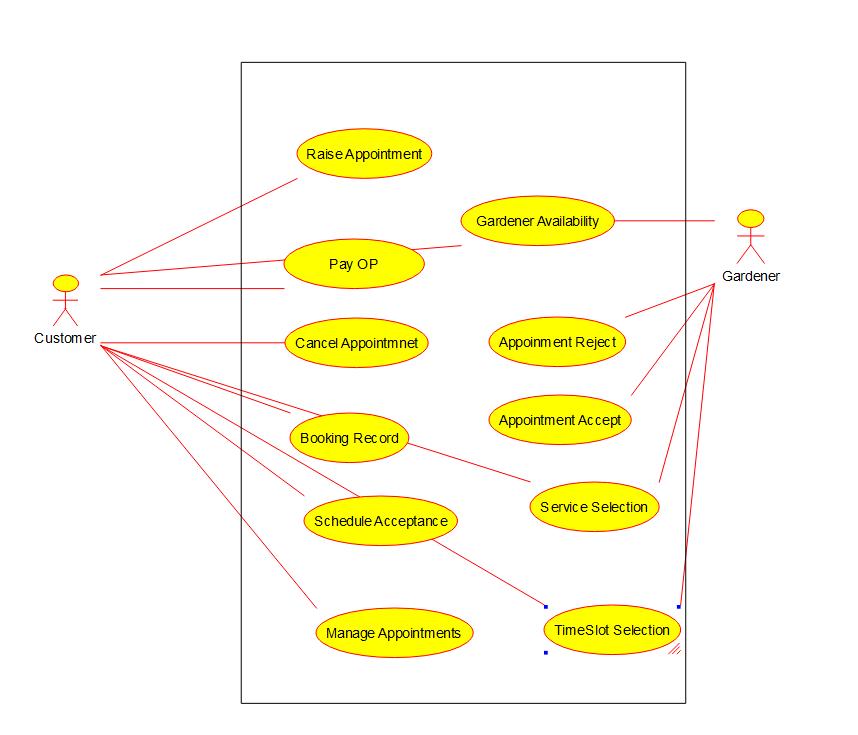 Raise Appointment
Gardener Availability
Pay OP
Gardener
Customer
Cancel Appointmnet
Appoinment Reject
Appointment Accept
Booking Record
Service Selection
Schedule Acceptance
TimeSlot Selection
Manage Appointments